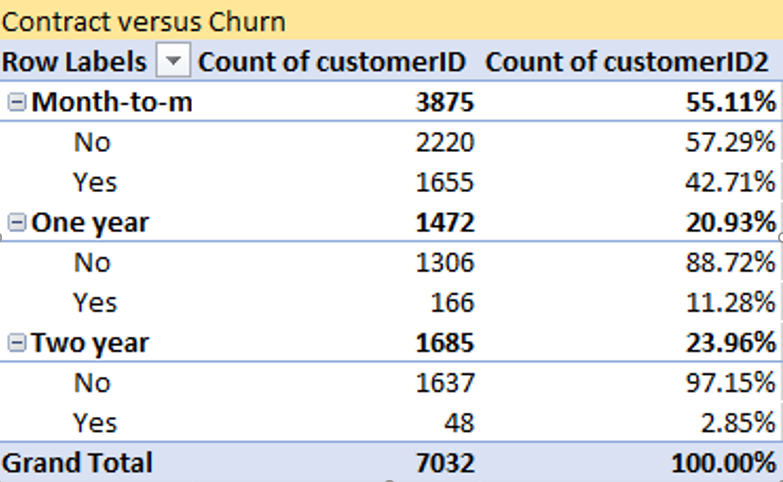 Contract versus Churn
Row Labels Count of customerID Count of customerID2
Month-to-m 3875 55.11%
No 2220 57.29%
Yes 1655 42.71%
One year 1472 20.93%
No 1306 88.72%
Yes 166 11.28%
Two year 1685 23.96%
No 1637 97.15%
Yes 48 2.85%
Grand Total 7032 100.00%